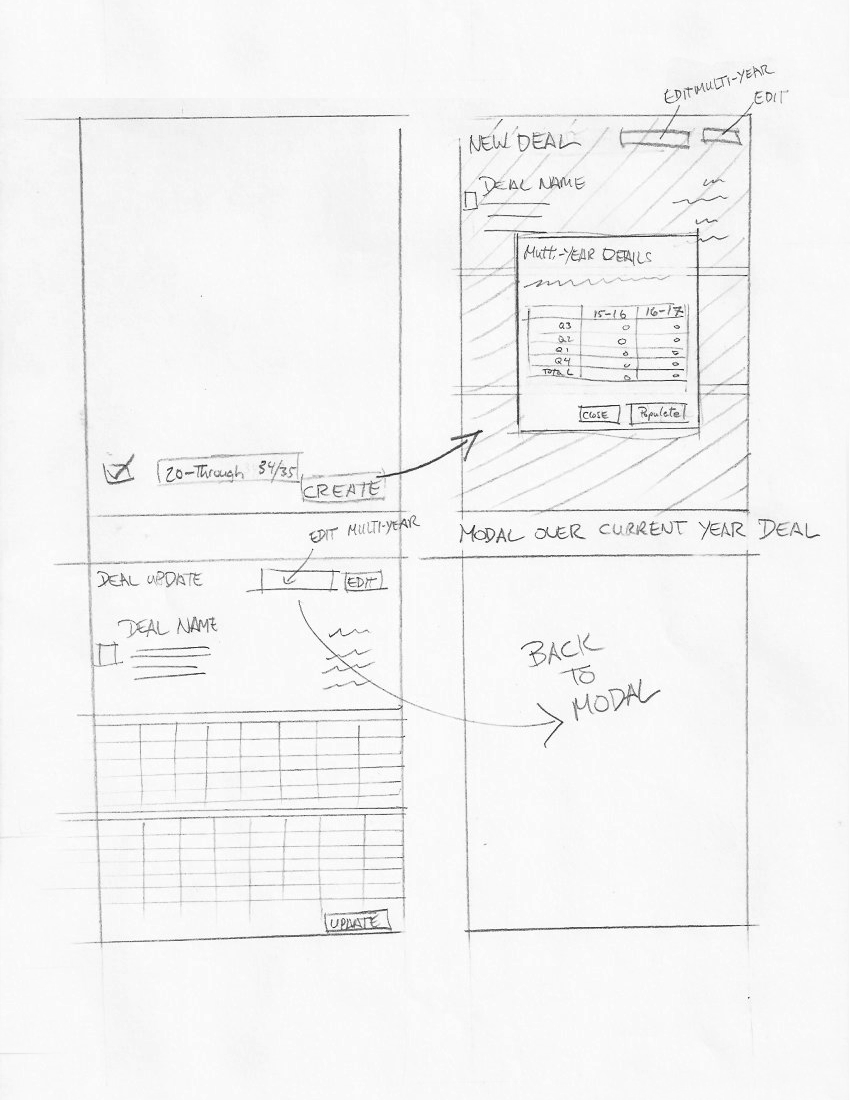 EDIT MULTI-YEAR
EDIT
NEW DEAL
DEAL NAME
Multi-YEAR DETAILS
15-16 16-17
Q3 0 0
Q2 0 0
Q1 0 0
Q4 0 0
TOTAL 0 0
CLOSE Populate
20-Through 34/35
CREATE
MODAL OVER CURRENT YEAR DEAL
EDIT MULTI-YEAR
DEAL UPDATE
EDIT
DEAL NAME
UPDATE
BACK
TO
MODAL